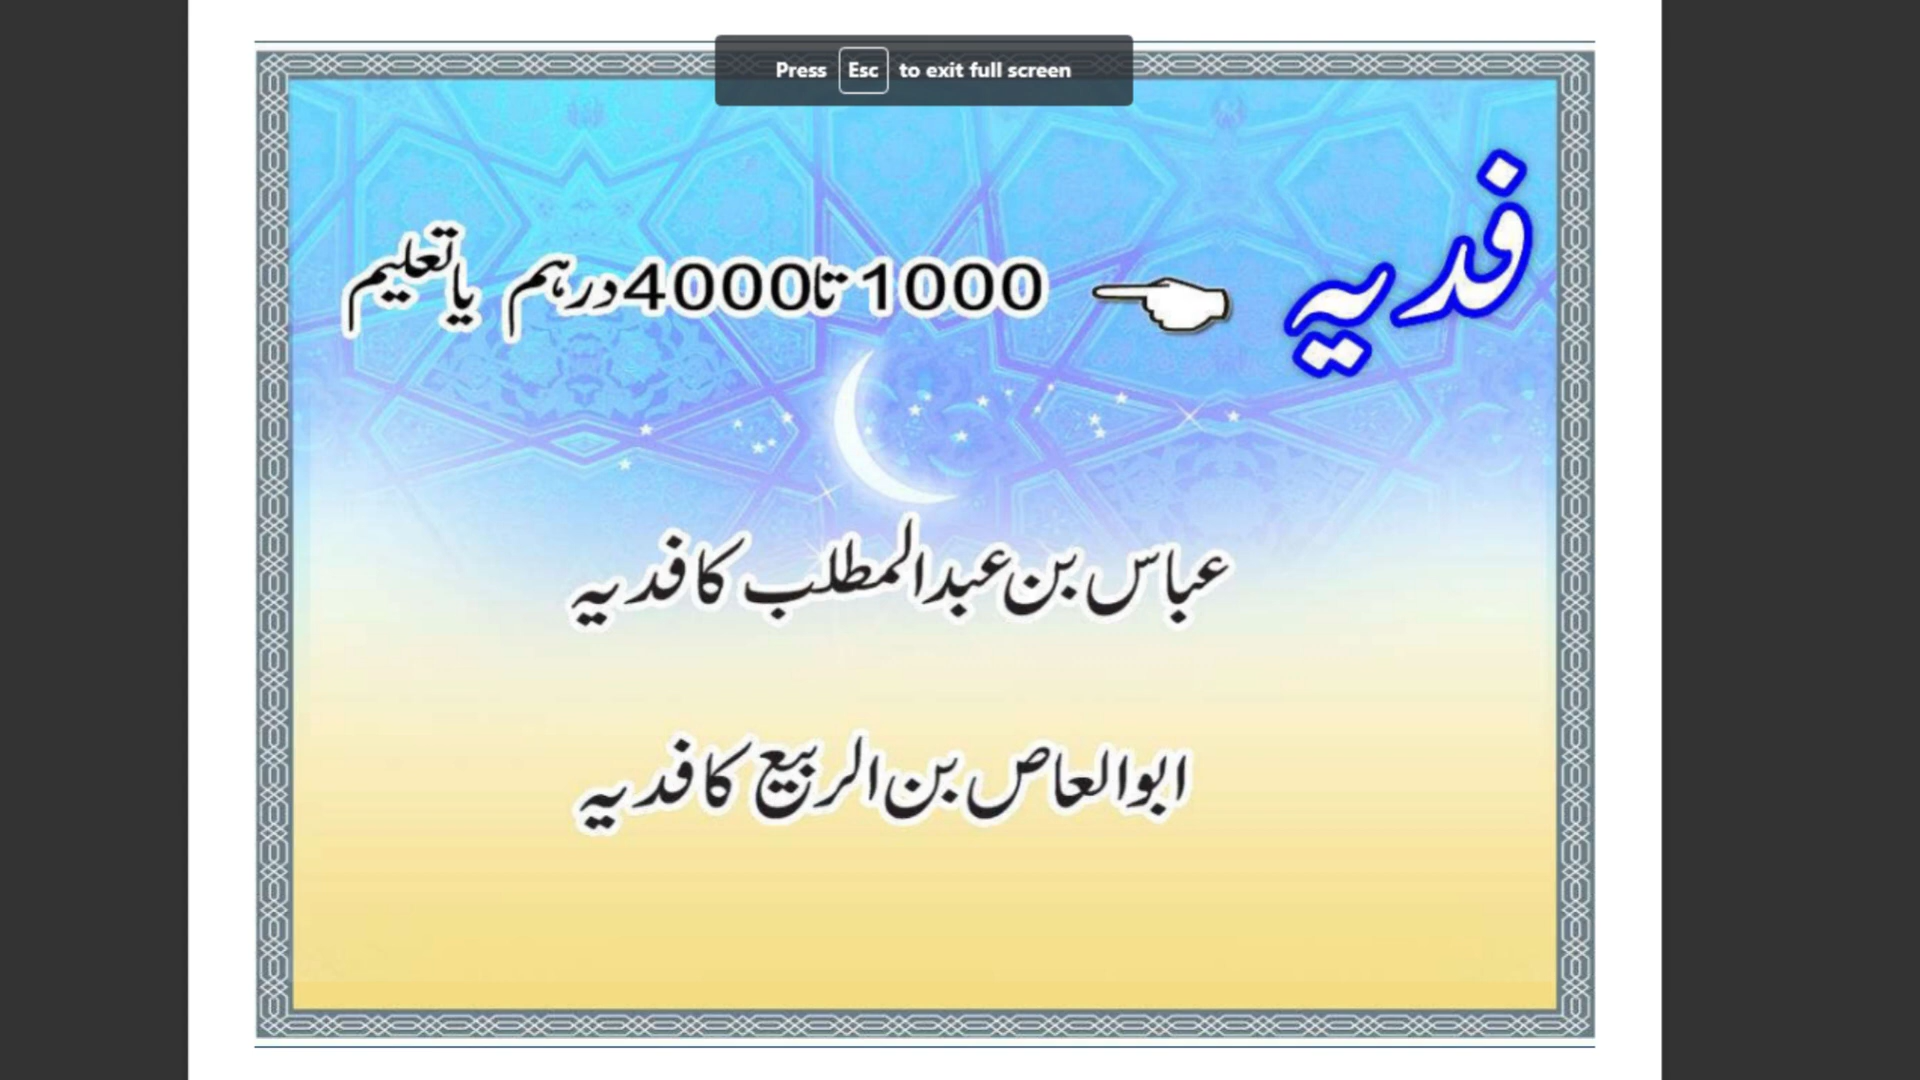 Press Esc to exit full screen
فدیہ
1000 تا 4000 درہم یا تعلیم
عباس بن عبدالمطلب کا فدیہ
ابوالعاص بن الربیع کا فدیہ